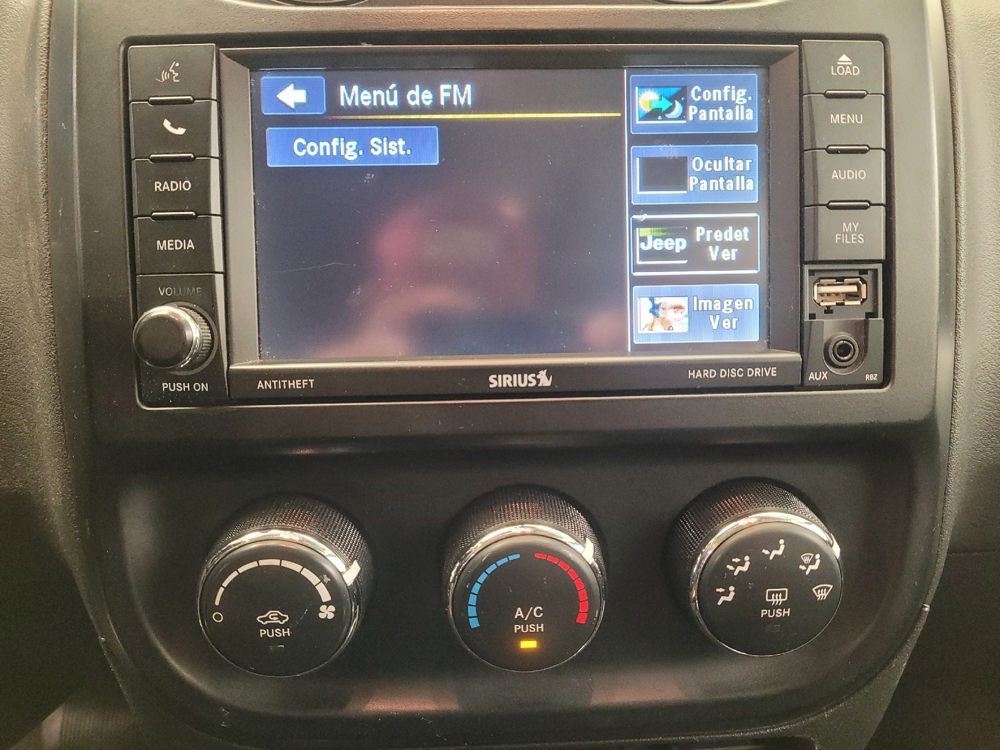 LOAD
RADIO
MENU
MEDIA
AUDIO
MY
FILES
VOLUME
PUSH ON
Menú de FM
Config. Sist.
Config.
Pantalla
Ocultar
Pantalla
Jeep
Predet
Ver
Imagen
Ver
ANTITHEFT
SIRIUS
HARD DISC DRIVE
AUX
RBZ
PUSH
A/C
PUSH
PUSH